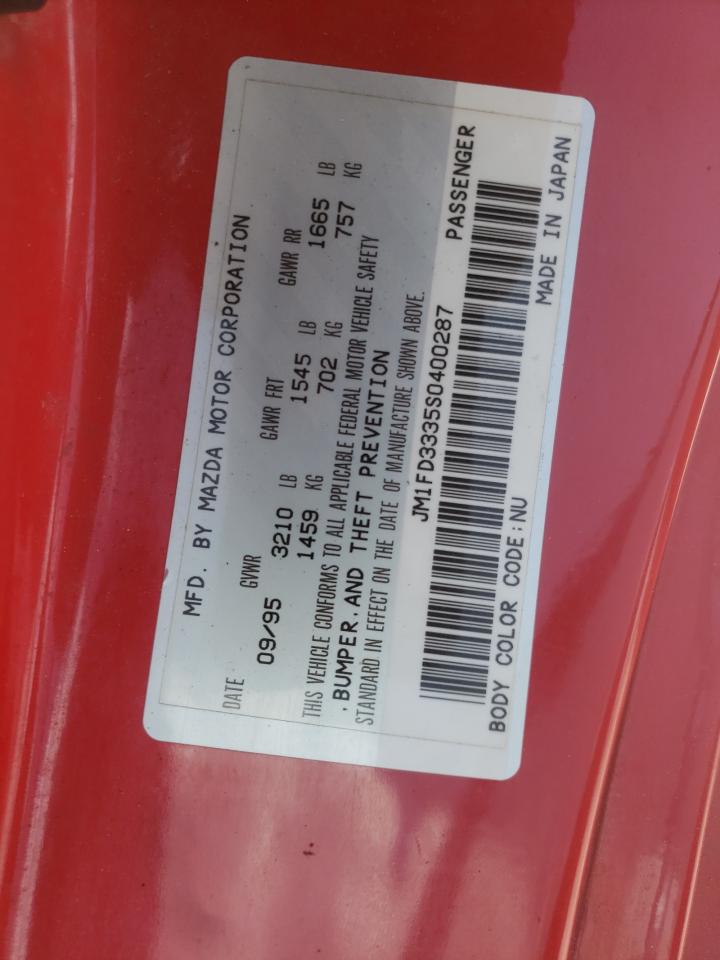 MFD. BY MAZDA MOTOR CORPORATION
DATE GVWR GAWR FRT GAWR RR
09/95 3210 LB 1545 LB 1665 LB
1459 KG 702 KG 757 KG
THIS VEHICLE CONFORMS TO ALL APPLICABLE FEDERAL MOTOR VEHICLE SAFETY
, BUMPER, AND THEFT PREVENTION
STANDARD IN EFFECT ON THE DATE OF MANUFACTURE SHOWN ABOVE.
JM1FD3335S0400287 PASSENGER
BODY COLOR CODE:NU MADE IN JAPAN